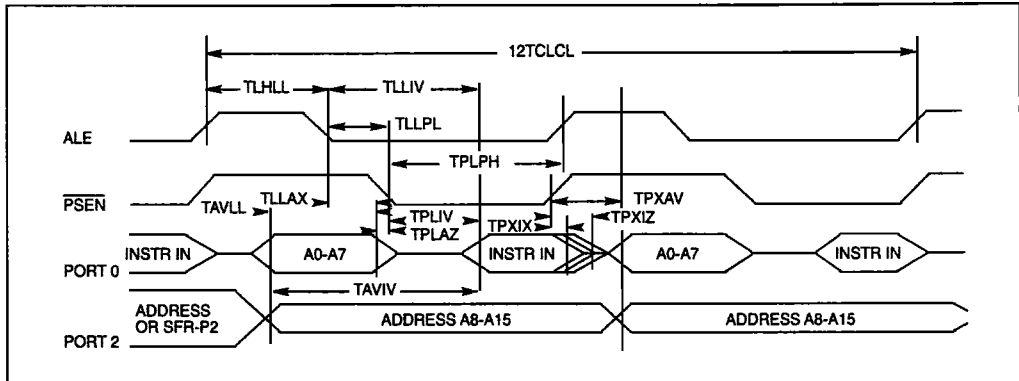 12TCLCL
TLHLL
TLLIV
TLLPL
ALE
TPLPH
PSEN
TLLAX
TPXAV
TAVLL
TPLIV
TPXIZ
TPLAZ
TPXIX
INSTR IN
A0-A7
INSTR IN
A0-A7
INSTR IN
PORT 0
TAVIV
ADDRESS
OR SFR-P2
ADDRESS A8-A15
ADDRESS A8-A15
PORT 2